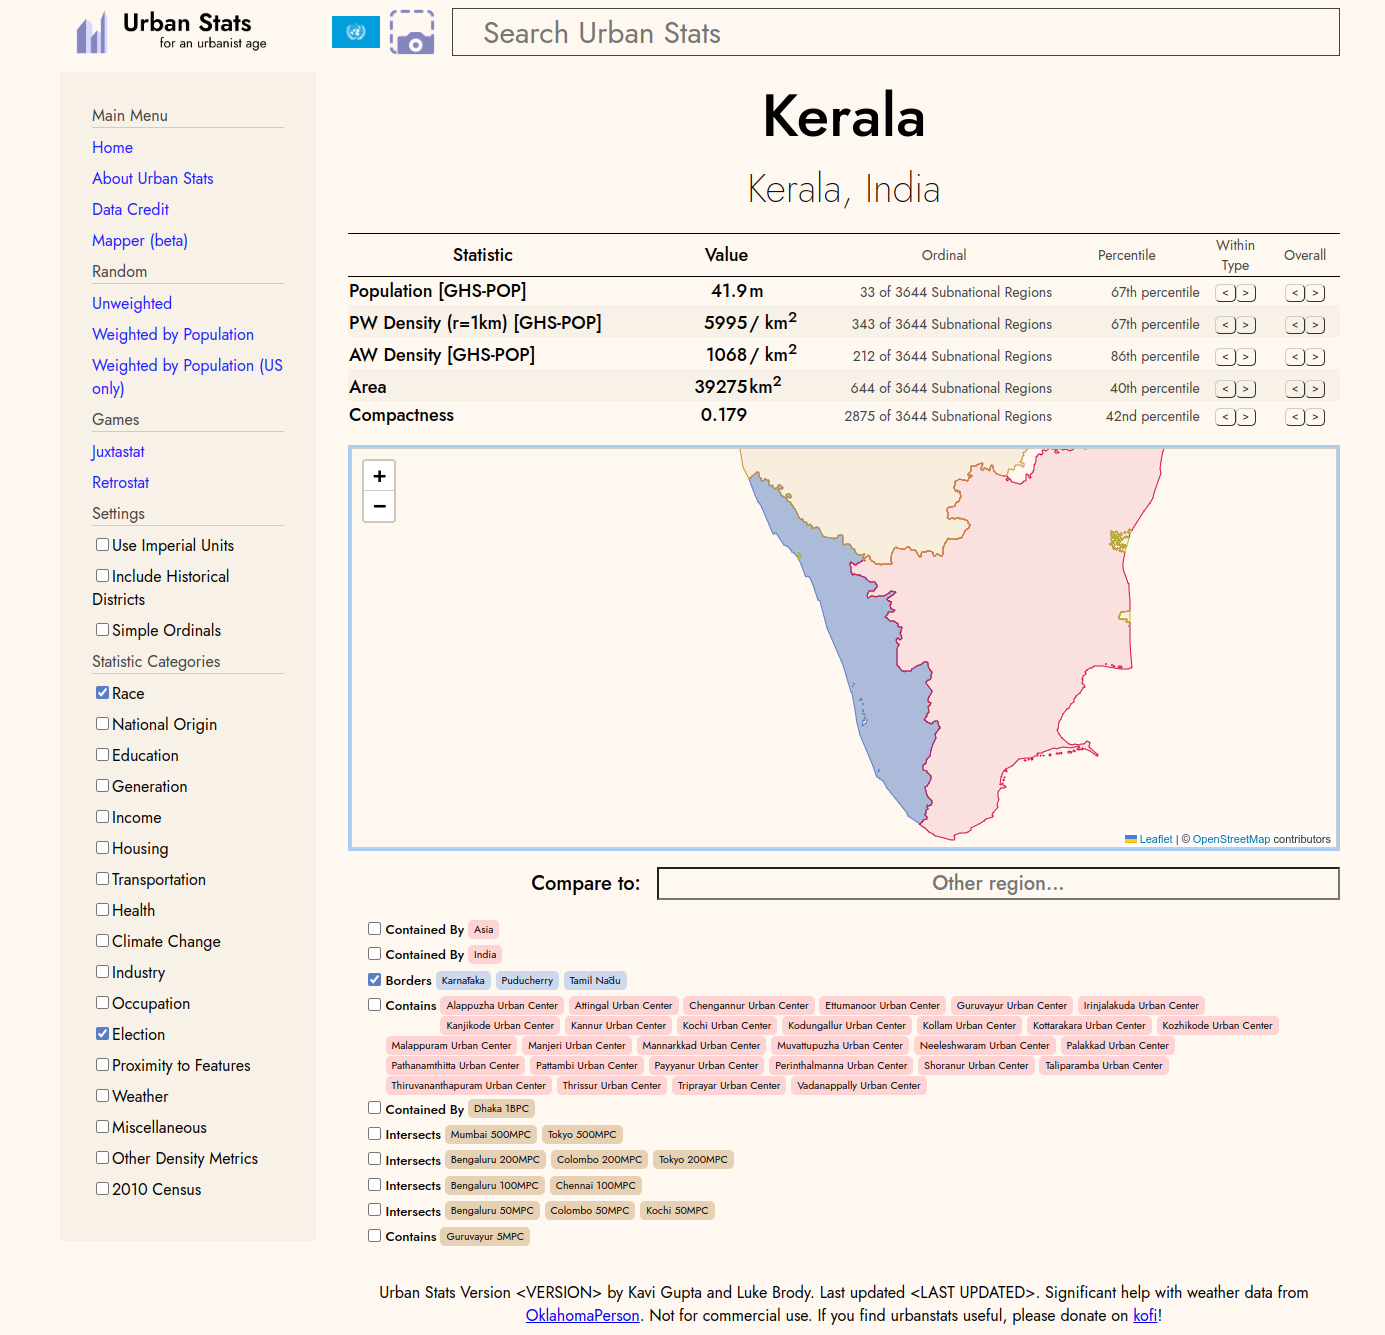 Urban Stats
for an urbanist age
Search Urban Stats
Main Menu
Home
About Urban Stats
Data Credit
Mapper (beta)
Random
Unweighted
Weighted by Population
Weighted by Population (US
only)
Games
Juxtastat
Retrostat
Settings
Use Imperial Units
Include Historical
Districts
Simple Ordinals
Statistic Categories
Race
National Origin
Education
Generation
Income
Housing
Transportation
Health
Climate Change
Industry
Occupation
Election
Proximity to Features
Weather
Miscellaneous
Other Density Metrics
2010 Census
Kerala
Kerala, India
Statistic Value Ordinal Percentile Within Type Overall
Population [GHS-POP] 41.9 m 33 of 3644 Subnational Regions 67th percentile < > < >
PW Density (r=1km) [GHS-POP] 5995 / km² 343 of 3644 Subnational Regions 67th percentile < > < >
AW Density [GHS-POP] 1068 / km² 212 of 3644 Subnational Regions 86th percentile < > < >
Area 39275 km² 644 of 3644 Subnational Regions 40th percentile < > < >
Compactness 0.179 2875 of 3644 Subnational Regions 42nd percentile < > < >
+
−
Leaflet | © OpenStreetMap contributors
Compare to: Other region...
Contained By Asia
Contained By India
Borders Karnātaka Puducherry Tamil Nādu
Contains Alappuzha Urban Center Attingal Urban Center Chengannur Urban Center Ettumanoor Urban Center Guruvayur Urban Center Irinjalakuda Urban Center
Kanjikode Urban Center Kannur Urban Center Kochi Urban Center Kodungallur Urban Center Kollam Urban Center Kottarakara Urban Center Kozhikode Urban Center
Malappuram Urban Center Manjeri Urban Center Mannarkkad Urban Center Muvattupuzha Urban Center Neeleshwaram Urban Center Palakkad Urban Center
Pathanamthitta Urban Center Pattambi Urban Center Payyanur Urban Center Perinthalmanna Urban Center Shoranur Urban Center Taliparamba Urban Center
Thiruvananthapuram Urban Center Thrissur Urban Center Triprayar Urban Center Vadanappally Urban Center
Contained By Dhaka 1BPC
Intersects Mumbai 500MPC Tokyo 500MPC
Intersects Bengaluru 200MPC Colombo 200MPC Tokyo 200MPC
Intersects Bengaluru 100MPC Chennai 100MPC
Intersects Bengaluru 50MPC Colombo 50MPC Kochi 50MPC
Contains Guruvayur 5MPC
Urban Stats Version <VERSION> by Kavi Gupta and Luke Brody. Last updated <LAST UPDATED>. Significant help with weather data from
OklahomaPerson. Not for commercial use. If you find urbanstats useful, please donate on kofi!